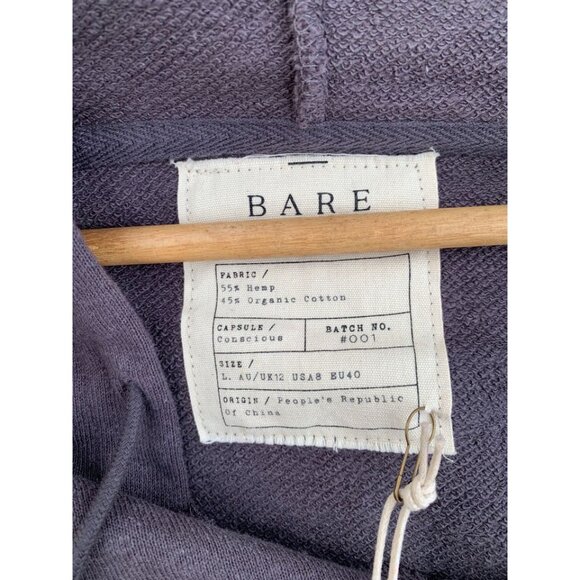 BARE
FABRIC /
55% Hemp
45% Organic Cotton
CAPSULE /
Conscious
BATCH NO.
#001
SIZE /
L. AU/UK12 USA8 EU40
ORIGIN / People's Republic
Of China